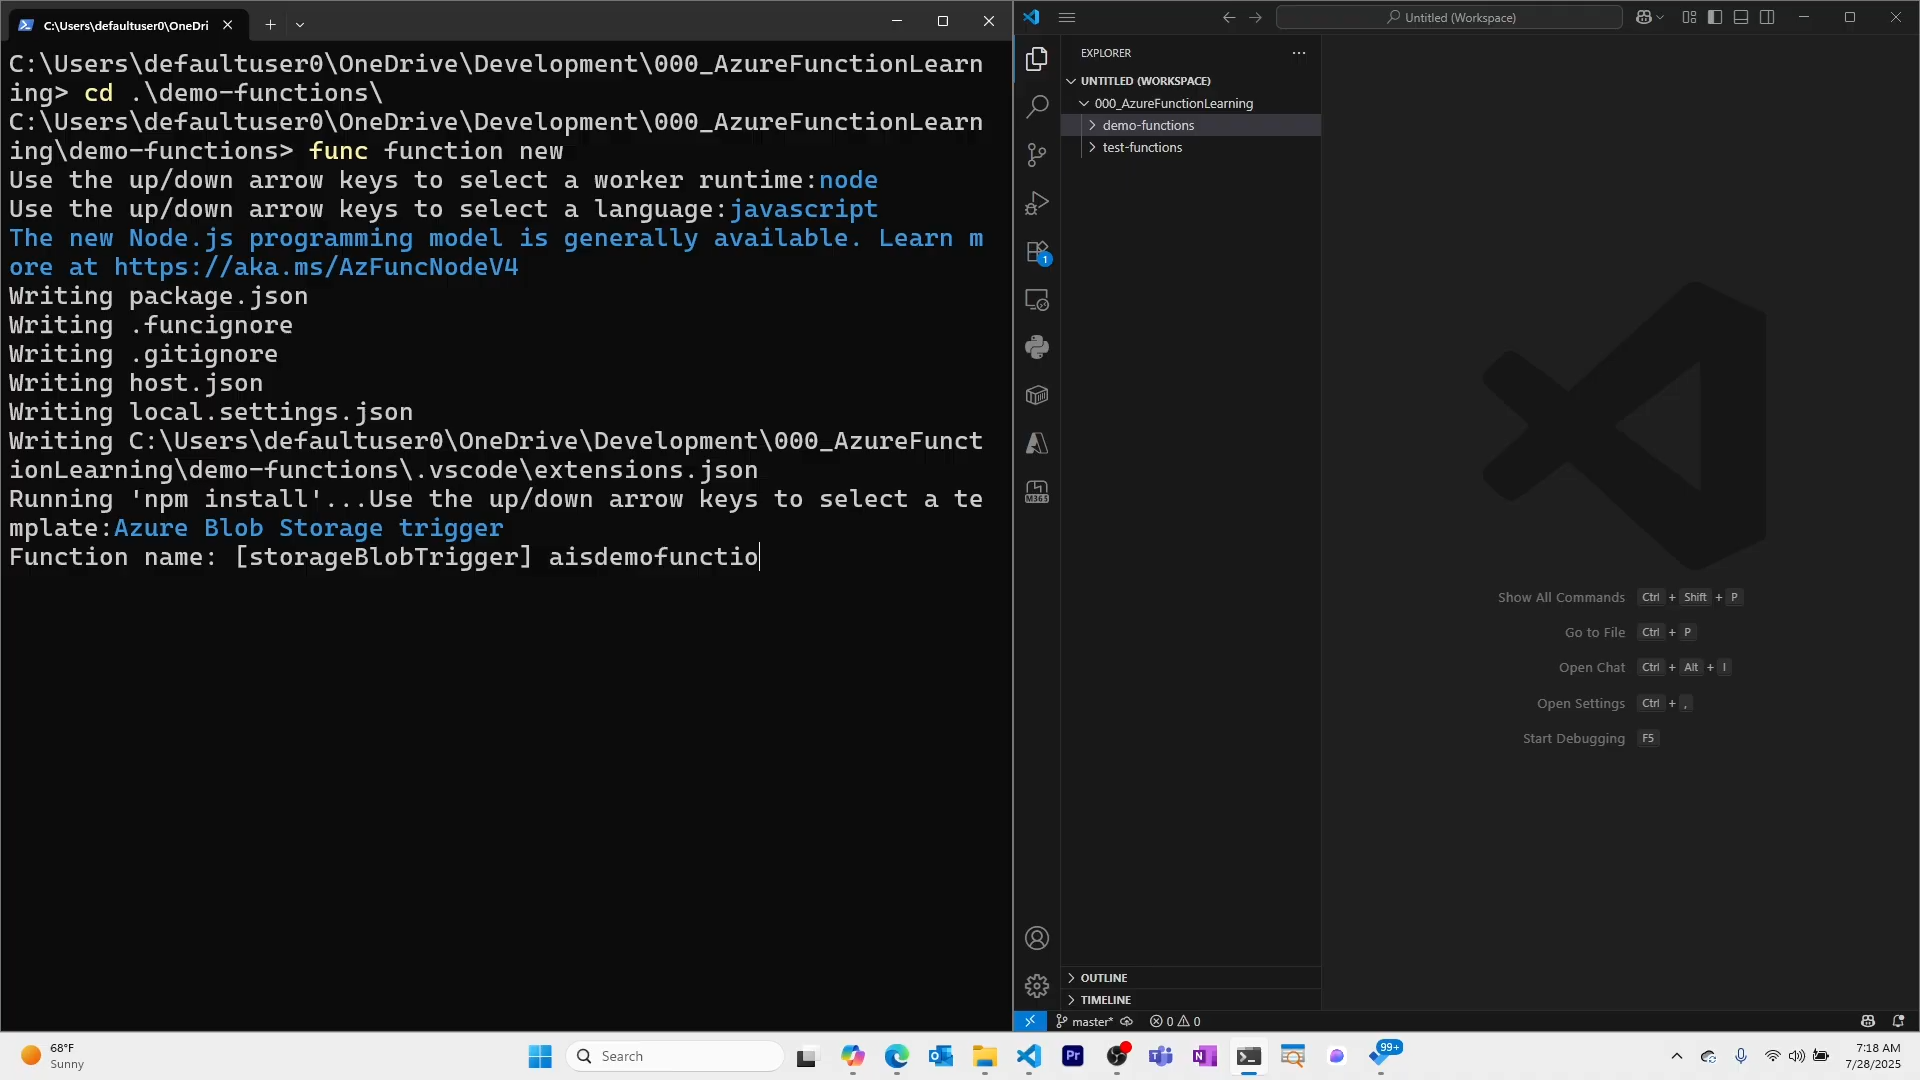 C:\Users\defaultuser0\OneDri
C:\Users\defaultuser0\OneDrive\Development\000_AzureFunctionLearn
ing> cd .\demo-functions\
C:\Users\defaultuser0\OneDrive\Development\000_AzureFunctionLearn
ing\demo-functions> func function new
Use the up/down arrow keys to select a worker runtime:node
Use the up/down arrow keys to select a language:javascript
The new Node.js programming model is generally available. Learn m
ore at https://aka.ms/AzFuncNodeV4
Writing package.json
Writing .funcignore
Writing .gitignore
Writing host.json
Writing local.settings.json
Writing C:\Users\defaultuser0\OneDrive\Development\000_AzureFunct
ionLearning\demo-functions\.vscode\extensions.json
Running 'npm install'...Use the up/down arrow keys to select a te
mplate:Azure Blob Storage trigger
Function name: [storageBlobTrigger] aisdemofunctio
Untitled (Workspace)
EXPLORER
UNTITLED (WORKSPACE)
000_AzureFunctionLearning
demo-functions
test-functions
1
M365
Show All Commands Ctrl + Shift + P
Go to File Ctrl + P
Open Chat Ctrl + Alt + I
Open Settings Ctrl + ,
Start Debugging F5
OUTLINE
TIMELINE
master* 0 0
68°F
Sunny
Search
Pr
99+
7:18 AM
7/28/2025